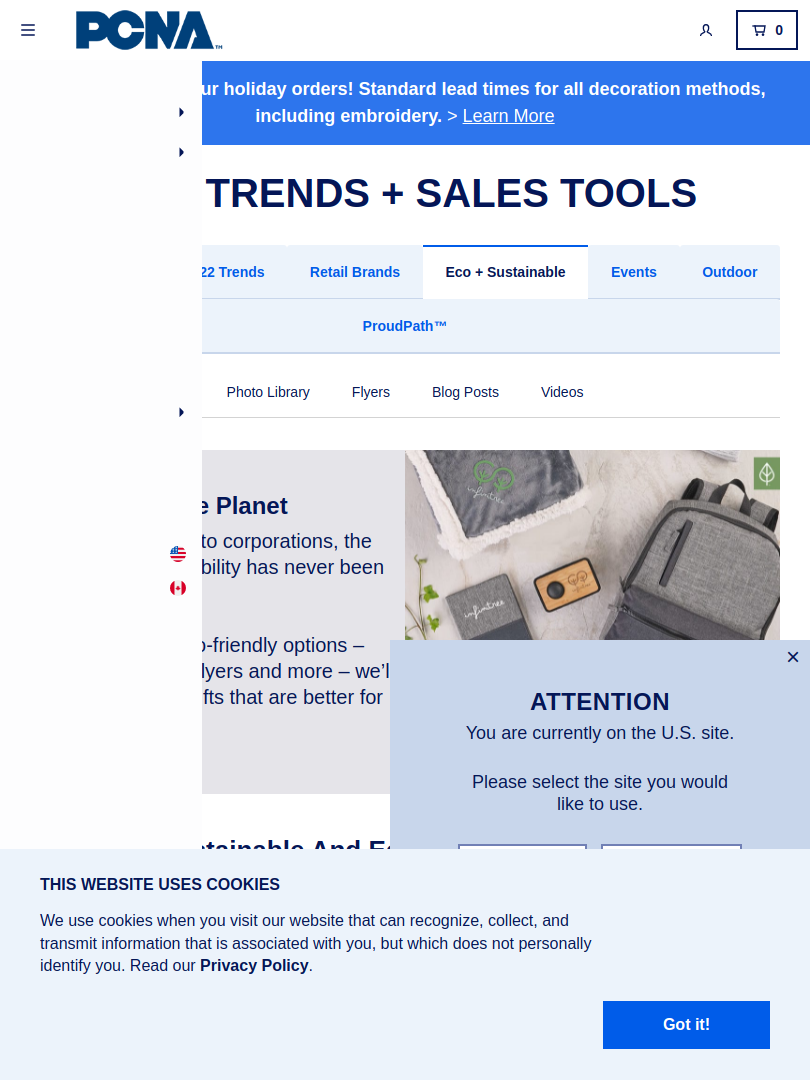 PCNA™
0
ur holiday orders! Standard lead times for all decoration methods,
including embroidery. > Learn More
TRENDS + SALES TOOLS
22 Trends
Retail Brands
Eco + Sustainable
Events
Outdoor
ProudPath™
Photo Library
Flyers
Blog Posts
Videos
e Planet
to corporations, the
bility has never been
o-friendly options –
lyers and more – we'l
fts that are better for
infinitree
infinitree
×
ATTENTION
You are currently on the U.S. site.
Please select the site you would
like to use.
tainable And E
THIS WEBSITE USES COOKIES
We use cookies when you visit our website that can recognize, collect, and
transmit information that is associated with you, but which does not personally
identify you. Read our Privacy Policy.
Got it!